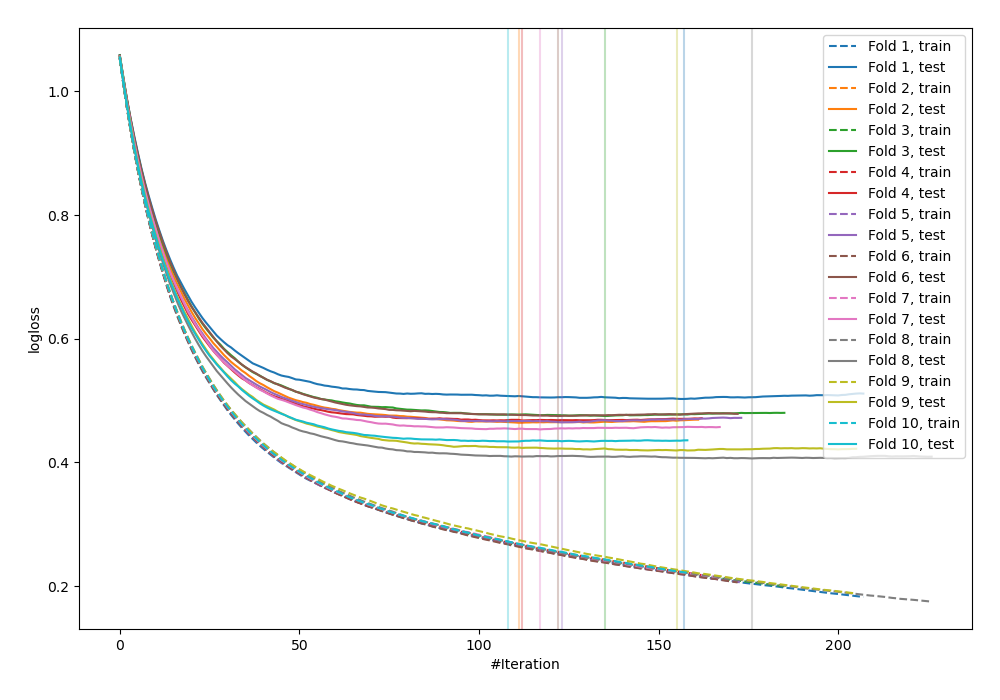 1.0
0.8
0.6
0.4
0.2
logloss
0
50
100
150
200
#Iteration
Fold 1, train
Fold 1, test
Fold 2, train
Fold 2, test
Fold 3, train
Fold 3, test
Fold 4, train
Fold 4, test
Fold 5, train
Fold 5, test
Fold 6, train
Fold 6, test
Fold 7, train
Fold 7, test
Fold 8, train
Fold 8, test
Fold 9, train
Fold 9, test
Fold 10, train
Fold 10, test